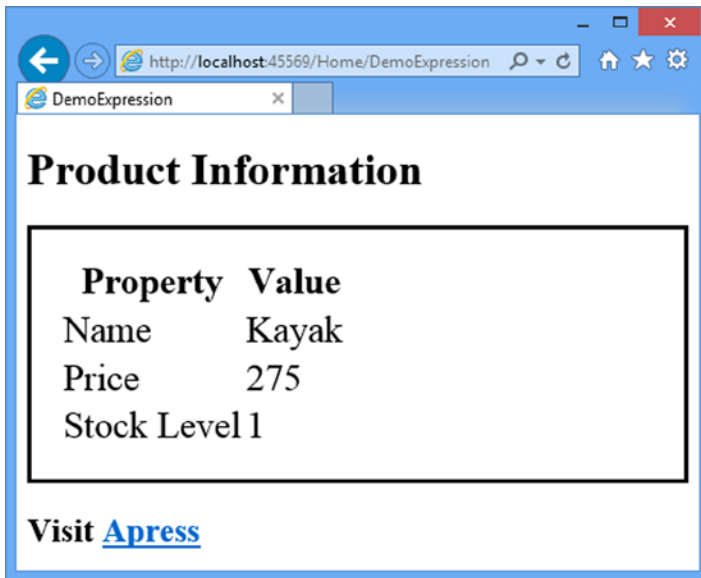 http://localhost:45569/Home/DemoExpression
DemoExpression
Product Information
Property Value
Name Kayak
Price 275
Stock Level 1
Visit Apress